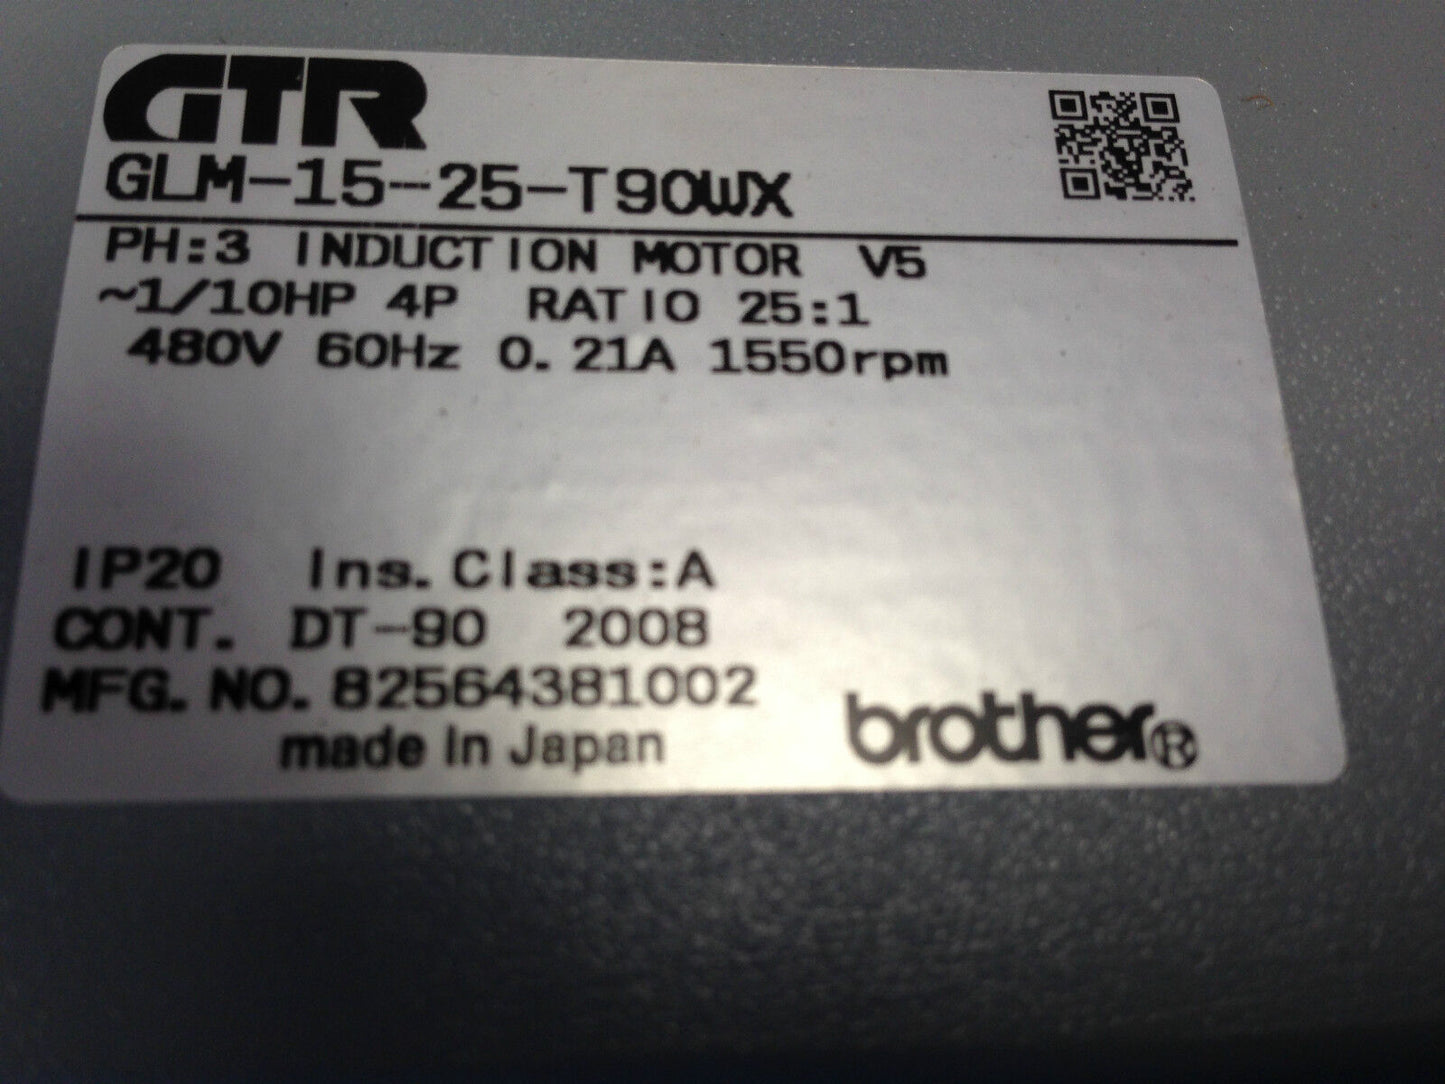 GTR
GLM-15-25-T90WX
PH:3 INDUCTION MOTOR V5
~1/10HP 4P RATIO 25:1
480V 60Hz 0.21A 1550rpm
IP20 Ins.Class:A
CONT. DT-90 2008
MFG.NO.82564381002
made in Japan
brother®